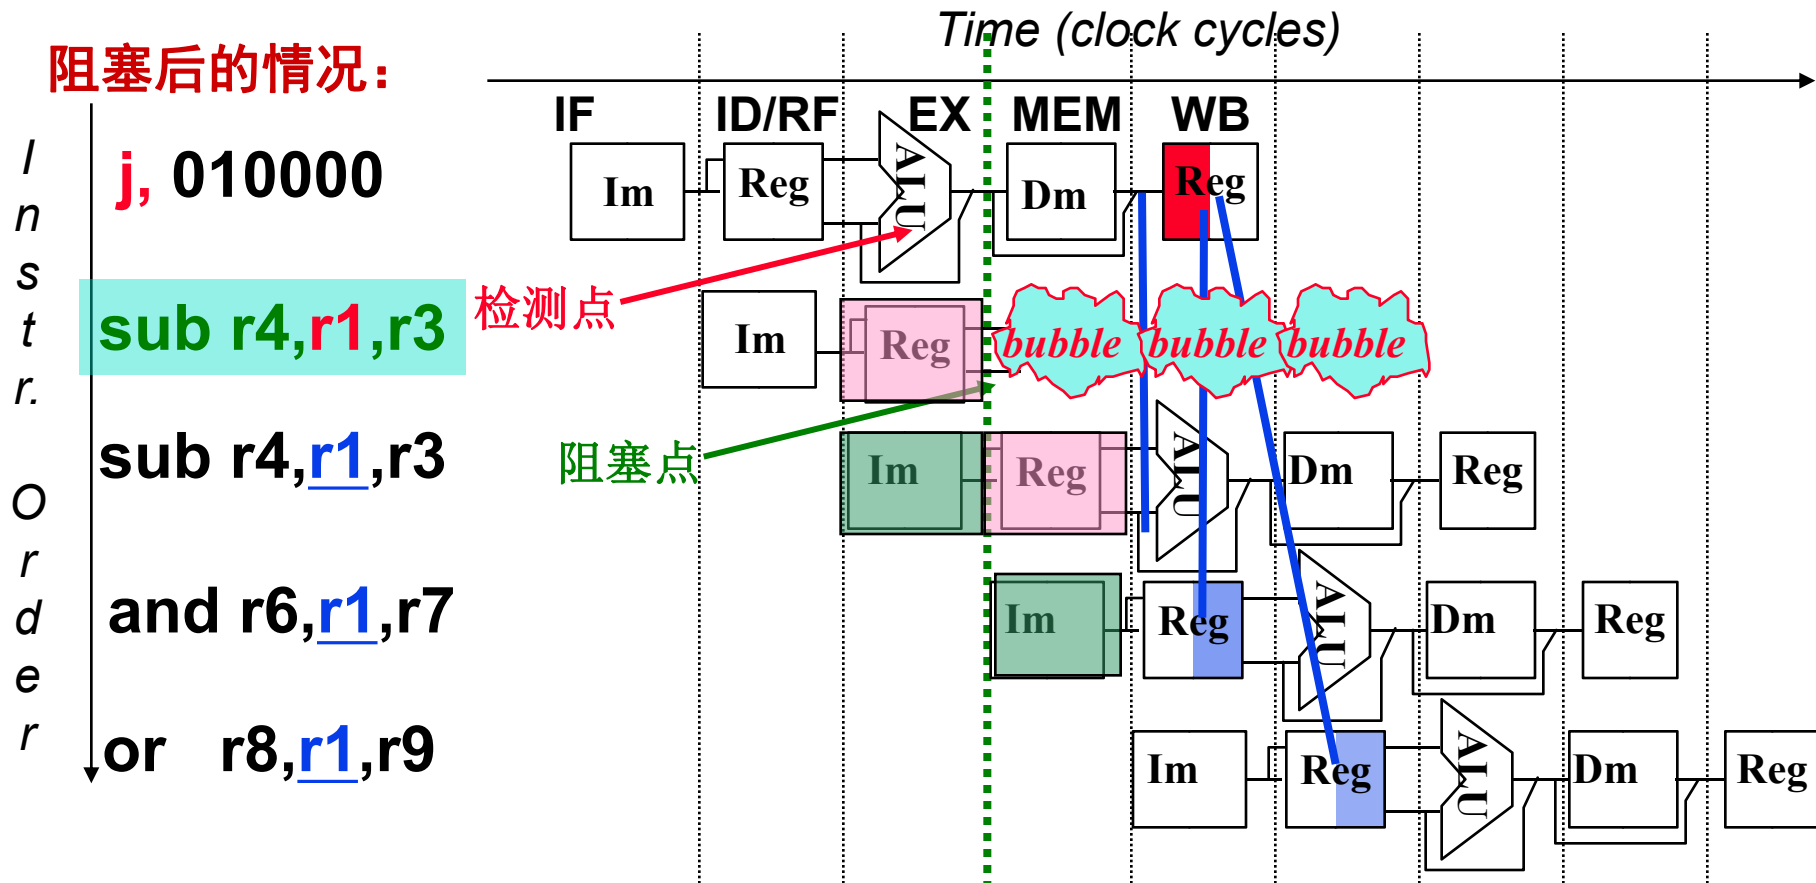 Time (clock cycles)
阻塞后的情况：
Instr. Order
IF ID/RF EX MEM WB
j, 010000
Im Reg ALU Dm Reg
检测点
sub r4,r1,r3
Im Reg bubble bubble bubble
阻塞点
sub r4,r1,r3
Im Reg ALU Dm Reg
and r6,r1,r7
Im Reg ALU Dm Reg
or r8,r1,r9
Im Reg ALU Dm Reg